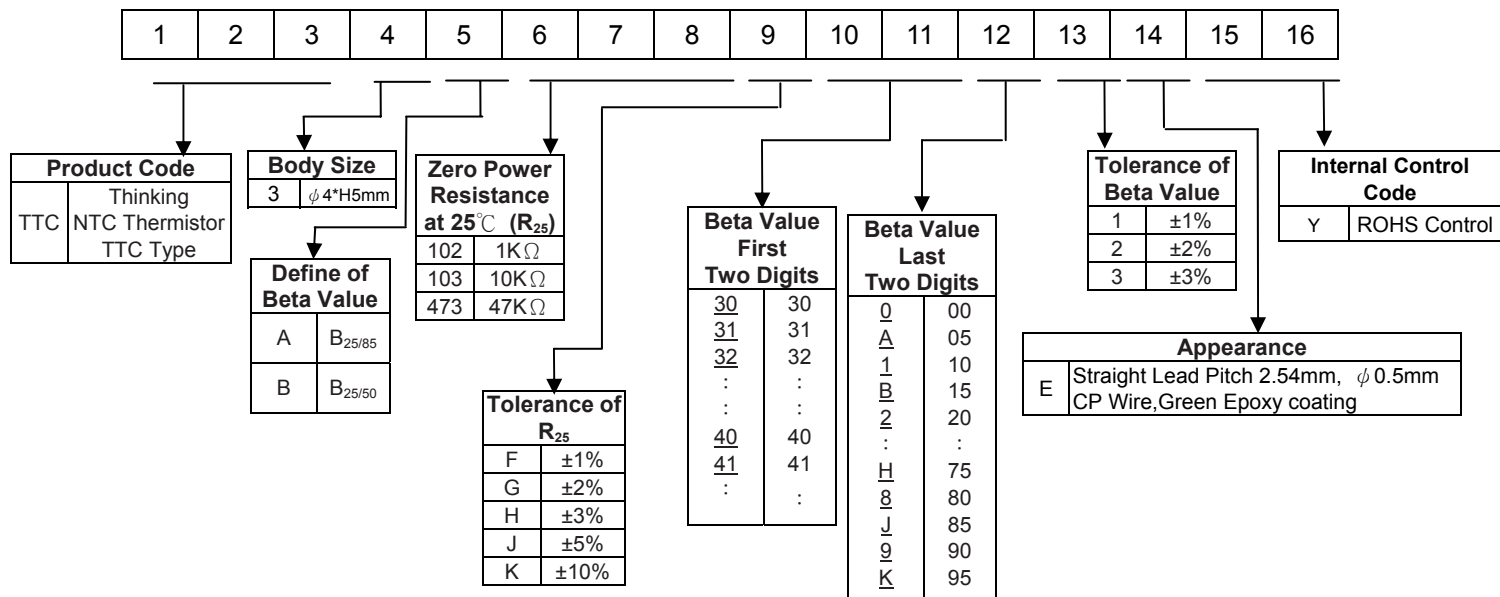 1 2 3 4 5 6 7 8 9 10 11 12 13 14 15 16
Product Code
TTC
Thinking
NTC Thermistor
TTC Type
Body Size
3 φ4*H5mm
Define of
Beta Value
A B25/85
B B25/50
Zero Power
Resistance
at 25℃ (R25)
102 1KΩ
103 10KΩ
473 47KΩ
Tolerance of
R25
F ±1%
G ±2%
H ±3%
J ±5%
K ±10%
Beta Value
First
Two Digits
30 30
31 31
32 32
: :
: :
40 40
41 41
: :
Beta Value
Last
Two Digits
0 00
A 05
1 10
B 15
2 20
: :
H 75
8 80
J 85
9 90
K 95
Tolerance of
Beta Value
1 ±1%
2 ±2%
3 ±3%
Appearance
E
Straight Lead Pitch 2.54mm, φ0.5mm
CP Wire,Green Epoxy coating
Internal Control
Code
Y ROHS Control